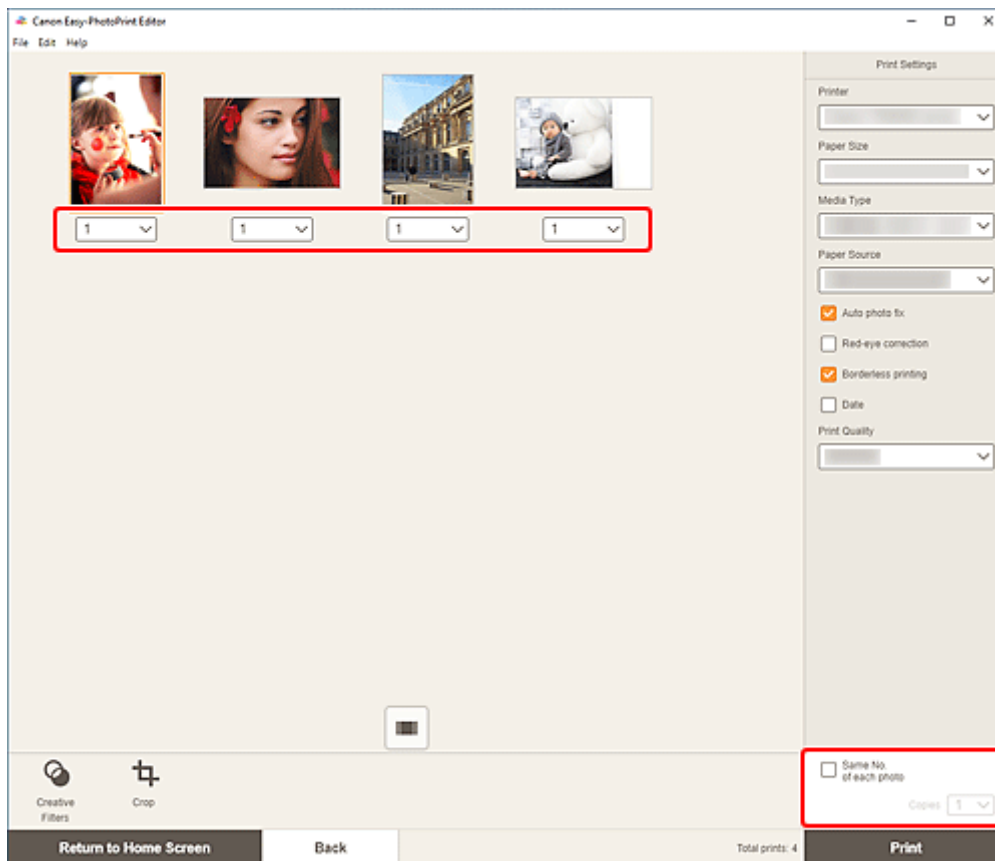 Canon Easy-PhotoPrint Editor
File Edit Help
Print Settings
Printer
Paper Size
1 1 1 1
Media Type
Paper Source
Auto photo fix
Red-eye correction
Borderless printing
Date
Print Quality
Same No.
of each photo
Copies 1
Creative
Filters
Crop
Return to Home Screen
Back
Total prints: 4
Print